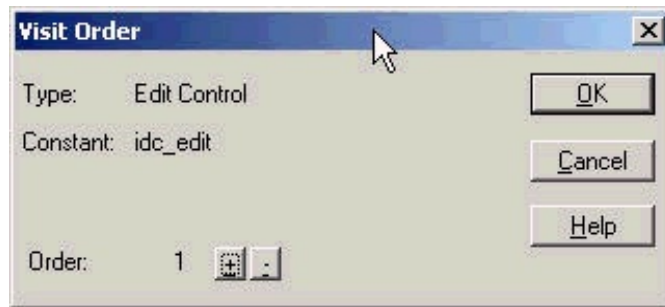 Visit Order
Type: Edit Control
OK
Constant: idc_edit
Cancel
Help
Order: 1 + -